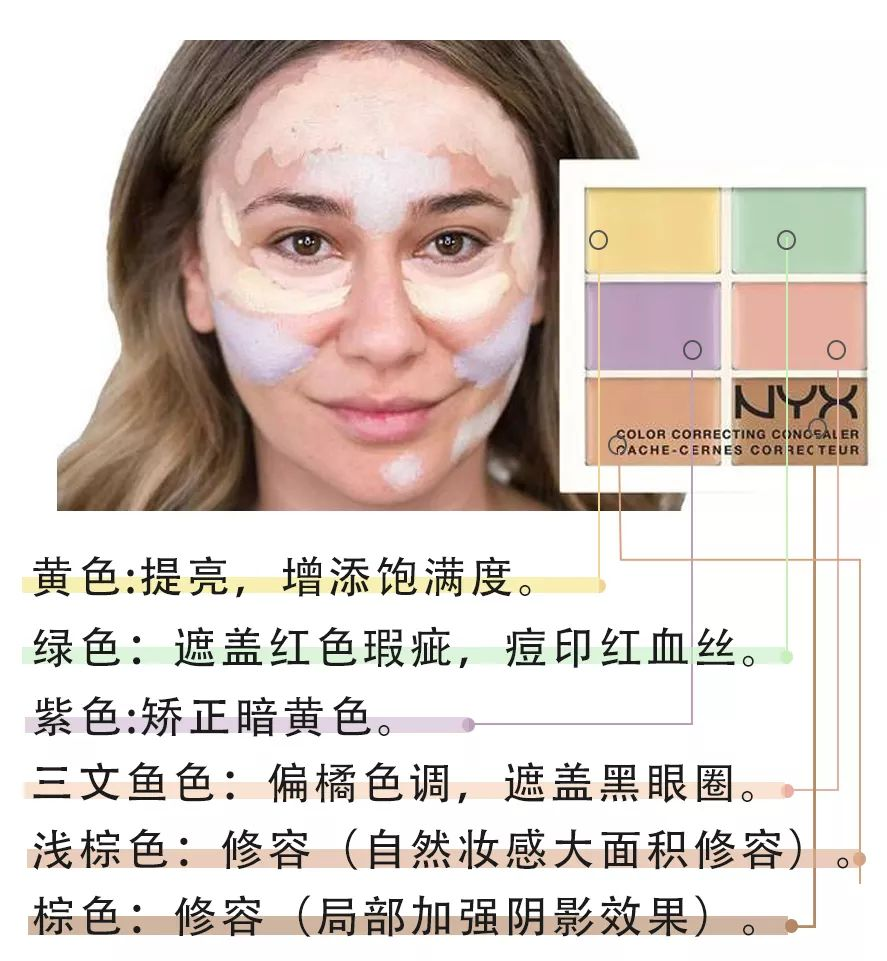 NYX
COLOR CORRECTING CONCEALER
CACHE-CERNES CORRECTEUR
黄色:提亮，增添饱满度。
绿色：遮盖红色瑕疵，痘印红血丝。
紫色:矫正暗黄色。
三文鱼色：偏橘色调，遮盖黑眼圈。
浅棕色：修容（自然妆感大面积修容）。
棕色：修容（局部加强阴影效果）。